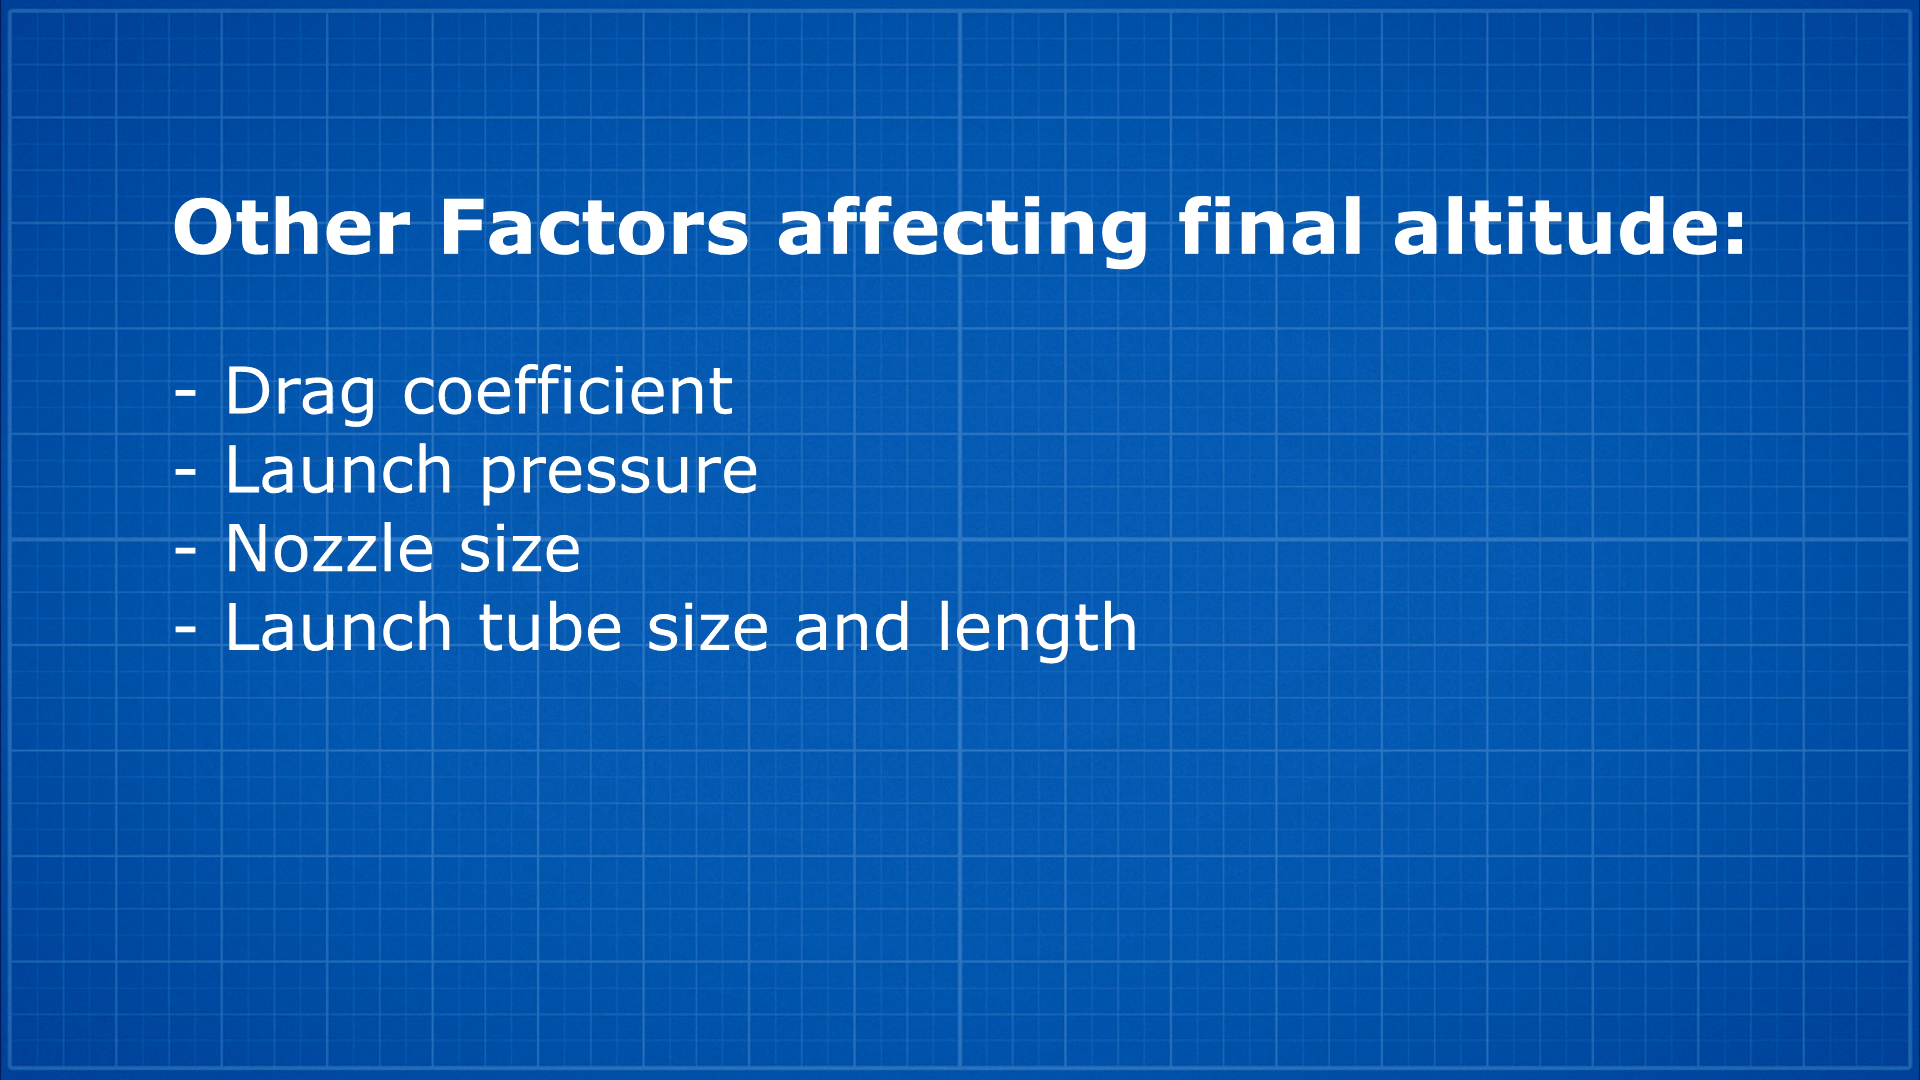 Other Factors affecting final altitude:
- Drag coefficient
- Launch pressure
- Nozzle size
- Launch tube size and length